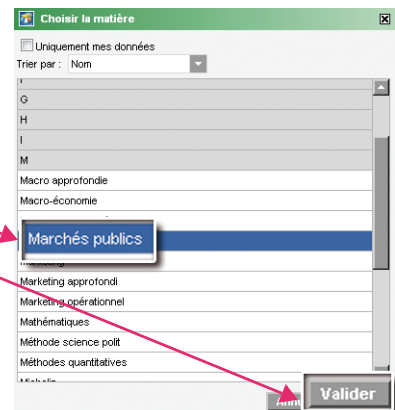 Choisir la matière
Uniquement mes données
Trier par : Nom
G
H
I
M
Macro approfondie
Macro-économie
Marchés publics
Marketing
Marketing approfondi
Marketing opérationnel
Mathématiques
Méthode science polit
Méthodes quantitatives
Valider